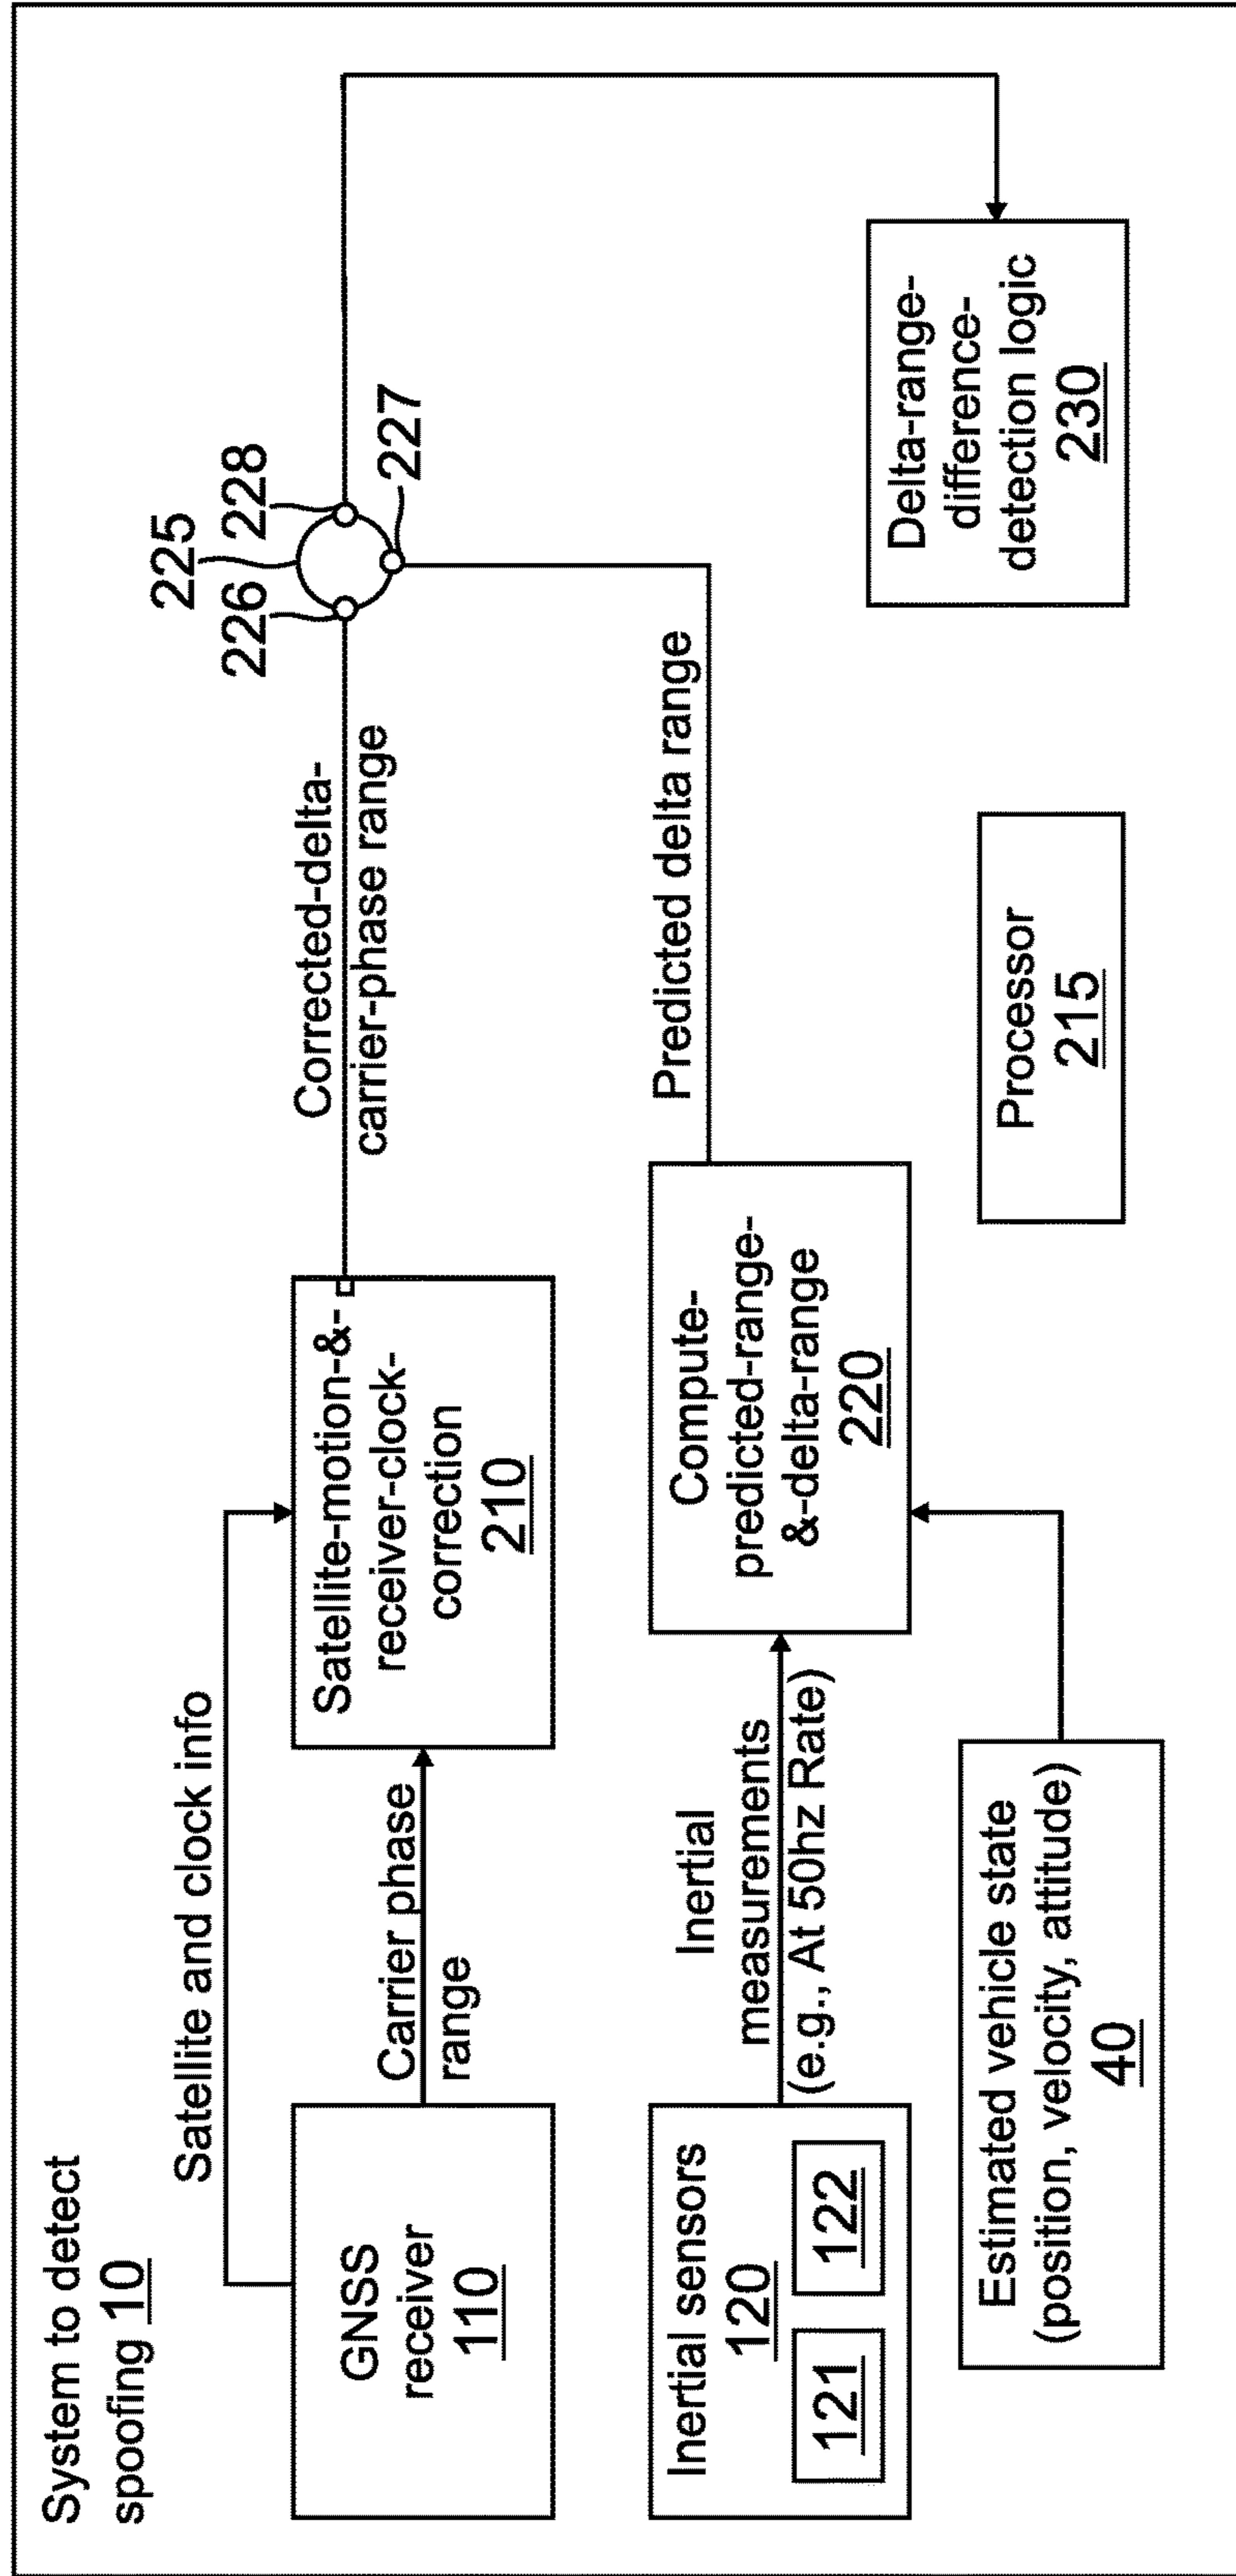 System to detect
spoofing 10
Satellite and clock info
GNSS
receiver
110
Carrier phase
range
Satellite-motion-&-
receiver-clock-
correction
210
Corrected-delta-
carrier-phase range
225
226
228
227
Inertial sensors
120
121
122
Inertial
measurements
(e.g., At 50hz Rate)
Compute-
predicted-range-
&-delta-range
220
Predicted delta range
Estimated vehicle state
(position, velocity, attitude)
40
Processor
215
Delta-range-
difference-
detection logic
230